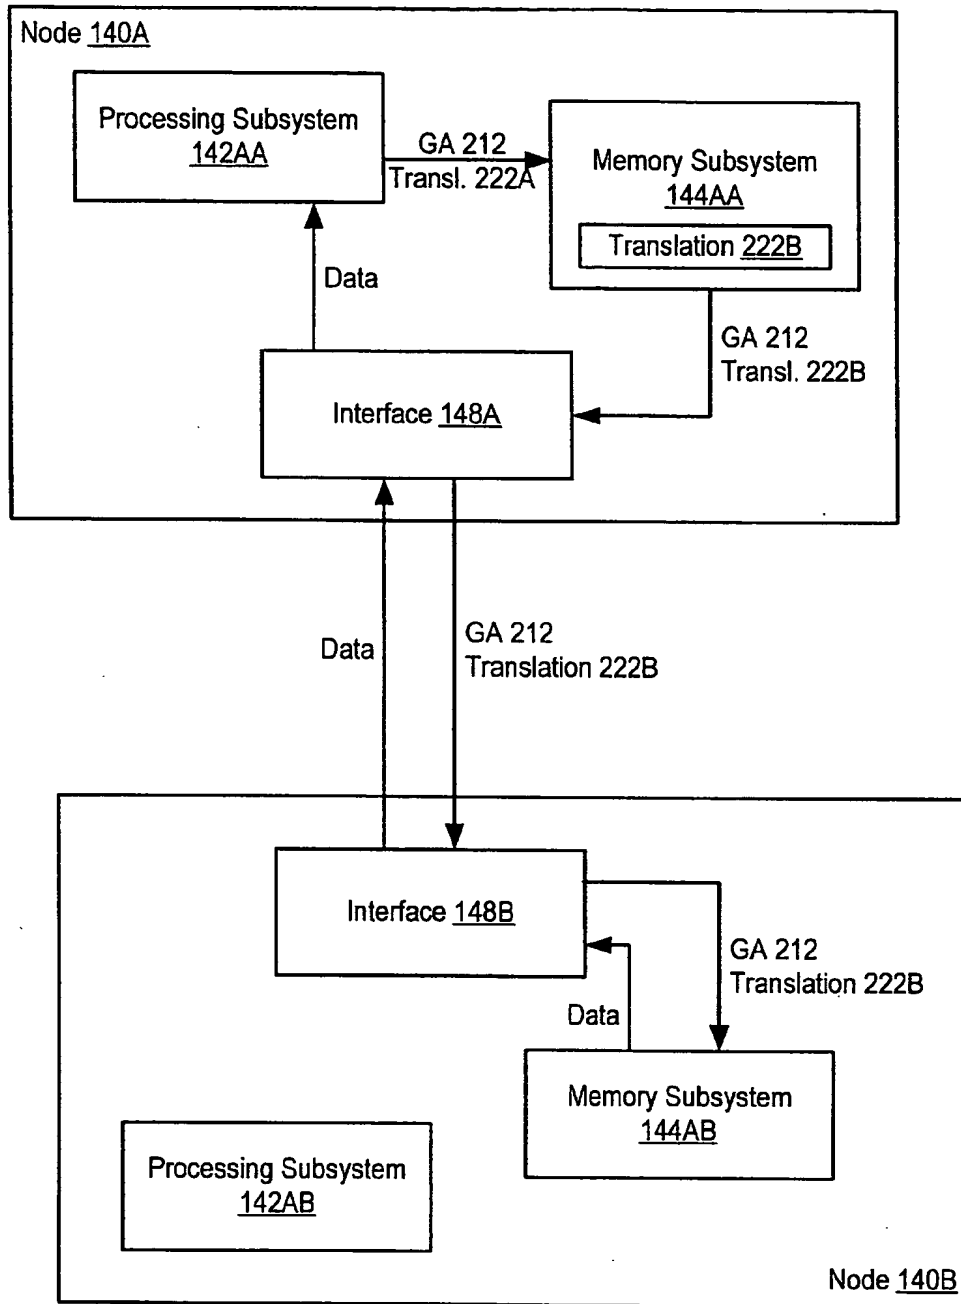 Node 140A
Processing Subsystem
142AA
GA 212
Transl. 222A
Memory Subsystem
144AA
Translation 222B
Data
GA 212
Transl. 222B
Interface 148A
Data
GA 212
Translation 222B
Interface 148B
GA 212
Translation 222B
Data
Memory Subsystem
144AB
Processing Subsystem
142AB
Node 140B